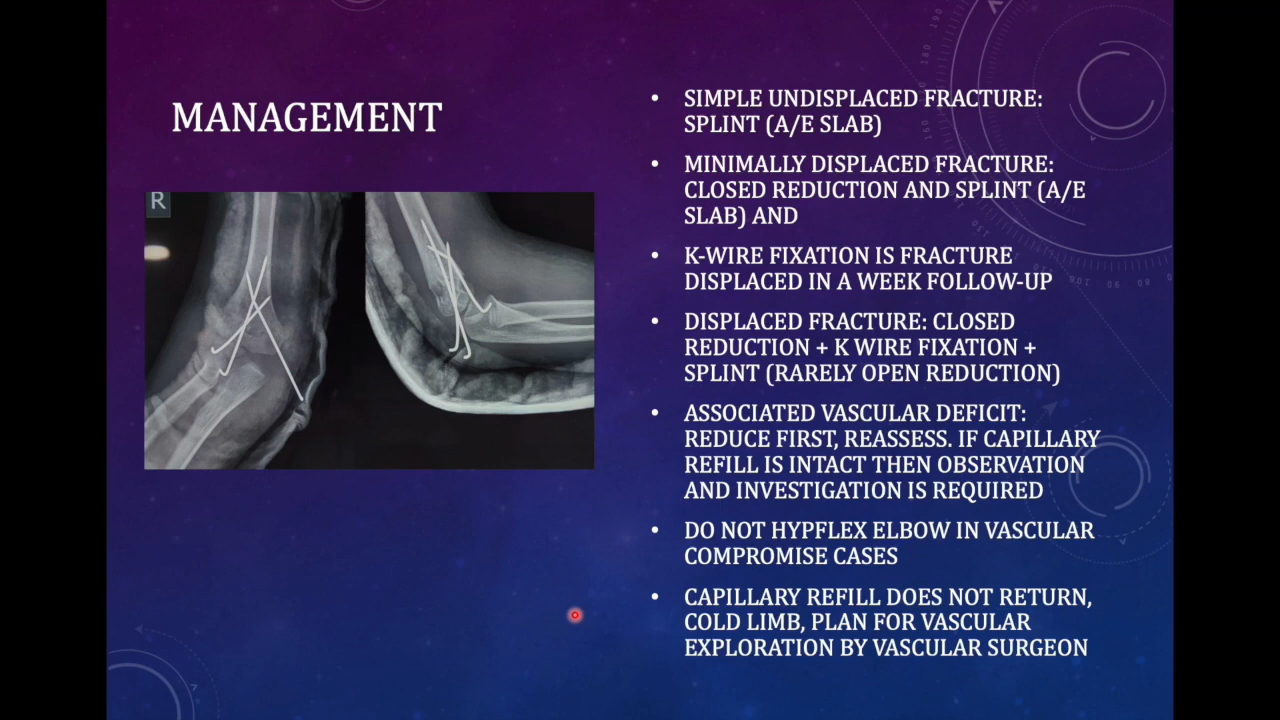 MANAGEMENT
R
• SIMPLE UNDISPLACED FRACTURE:
SPLINT (A/E SLAB)
• MINIMALLY DISPLACED FRACTURE:
CLOSED REDUCTION AND SPLINT (A/E
SLAB) AND
• K-WIRE FIXATION IS FRACTURE
DISPLACED IN A WEEK FOLLOW-UP
• DISPLACED FRACTURE: CLOSED
REDUCTION + K WIRE FIXATION +
SPLINT (RARELY OPEN REDUCTION)
• ASSOCIATED VASCULAR DEFICIT:
REDUCE FIRST, REASSESS. IF CAPILLARY
REFILL IS INTACT THEN OBSERVATION
AND INVESTIGATION IS REQUIRED
• DO NOT HYPFLEX ELBOW IN VASCULAR
COMPROMISE CASES
• CAPILLARY REFILL DOES NOT RETURN,
COLD LIMB, PLAN FOR VASCULAR
EXPLORATION BY VASCULAR SURGEON